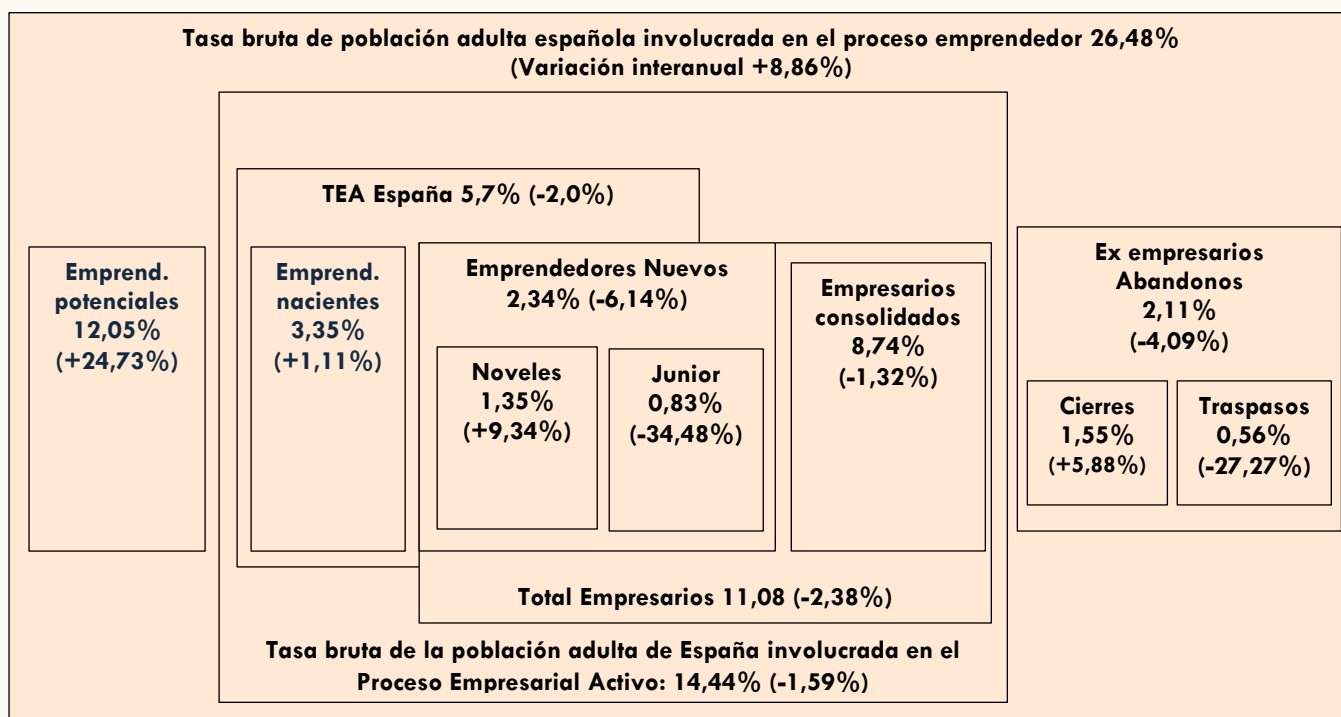 Tasa bruta de población adulta española involucrada en el proceso emprendedor 26,48%
(Variación interanual +8,86%)
TEA España 5,7% (-2,0%)
Emprend.
potenciales
12,05%
(+24,73%)
Emprend.
nacientes
3,35%
(+1,11%)
Emprendedores Nuevos
2,34% (-6,14%)
Noveles
1,35%
(+9,34%)
Junior
0,83%
(-34,48%)
Empresarios
consolidados
8,74%
(-1,32%)
Ex empresarios
Abandonos
2,11%
(-4,09%)
Cierres
1,55%
(+5,88%)
Traspasos
0,56%
(-27,27%)
Total Empresarios 11,08 (-2,38%)
Tasa bruta de la población adulta de España involucrada en el
Proceso Empresarial Activo: 14,44% (-1,59%)